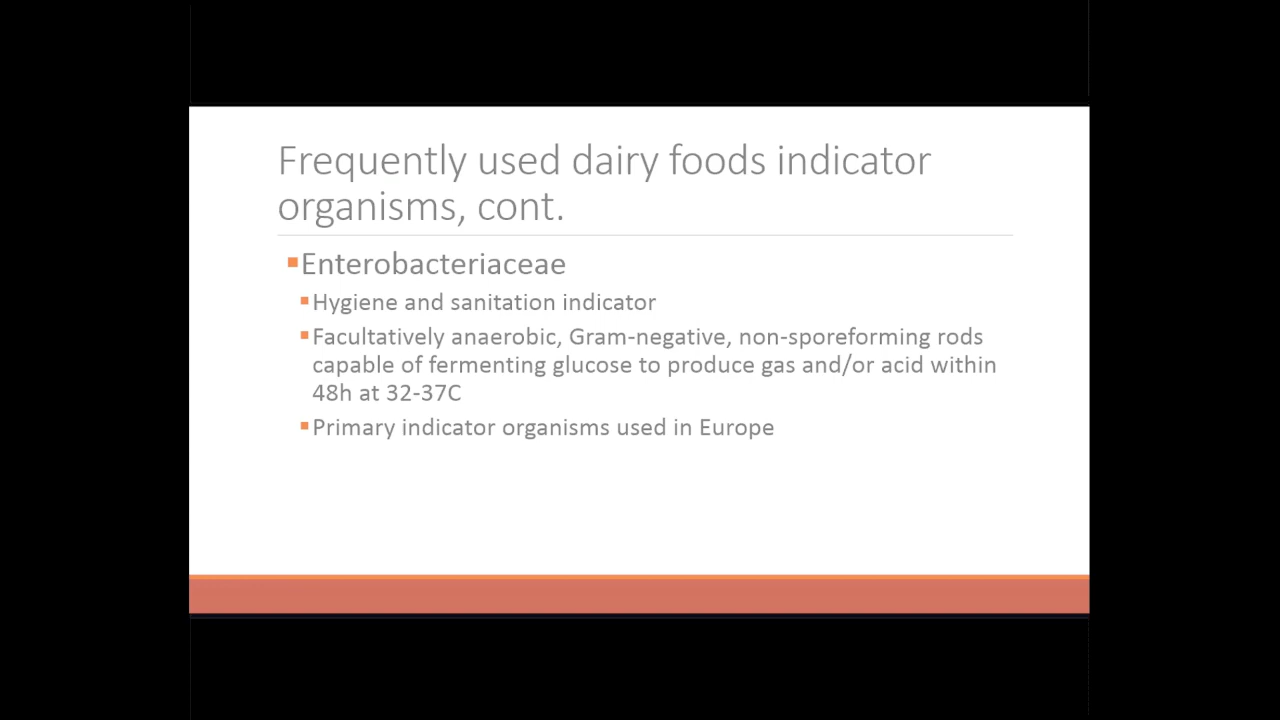 Frequently used dairy foods indicator
organisms, cont.
Enterobacteriaceae
Hygiene and sanitation indicator
Facultatively anaerobic, Gram-negative, non-sporeforming rods
capable of fermenting glucose to produce gas and/or acid within
48h at 32-37C
Primary indicator organisms used in Europe